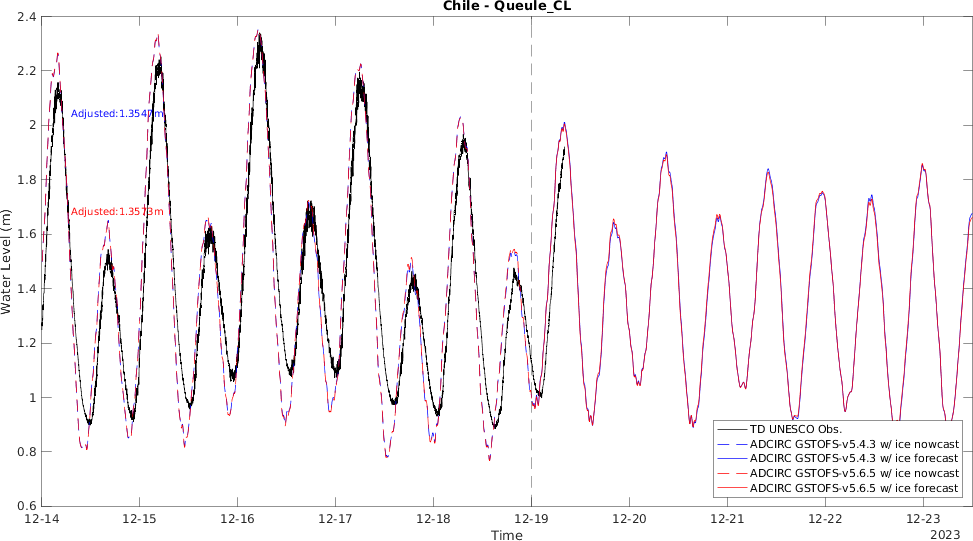 Chile - Queule_CL
2.4
2.2
2
1.8
1.6
1.4
1.2
1
0.8
0.6
Water Level (m)
Adjusted:1.3547m
Adjusted:1.3573m
TD UNESCO Obs.
ADCIRC GSTOFS-v5.4.3 w/ ice nowcast
ADCIRC GSTOFS-v5.4.3 w/ ice forecast
ADCIRC GSTOFS-v5.6.5 w/ ice nowcast
ADCIRC GSTOFS-v5.6.5 w/ ice forecast
12-14 12-15 12-16 12-17 12-18 12-19 12-20 12-21 12-22 12-23
Time
2023